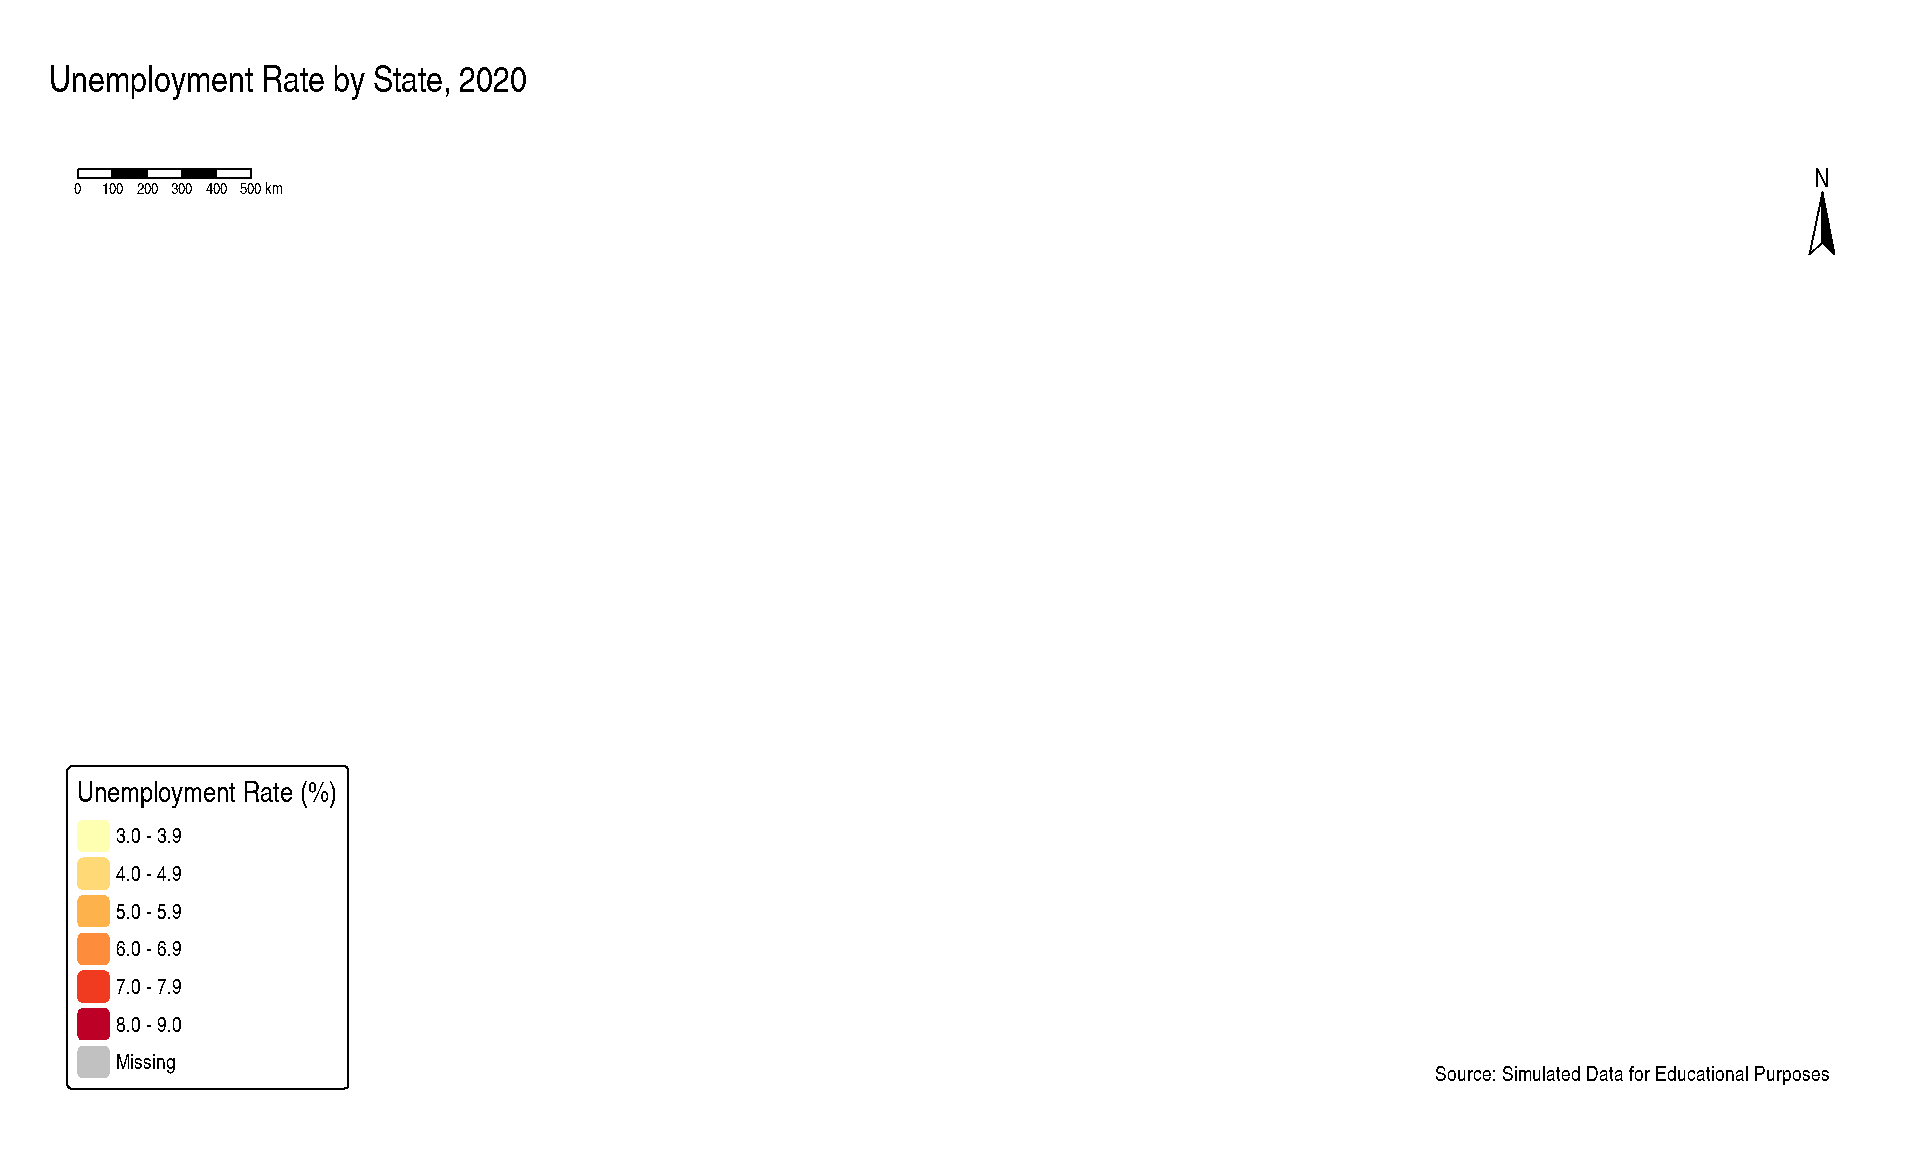 Unemployment Rate by State, 2020
0 100 200 300 400 500 km
N
Unemployment Rate (%)
3.0 - 3.9
4.0 - 4.9
5.0 - 5.9
6.0 - 6.9
7.0 - 7.9
8.0 - 9.0
Missing
Source: Simulated Data for Educational Purposes